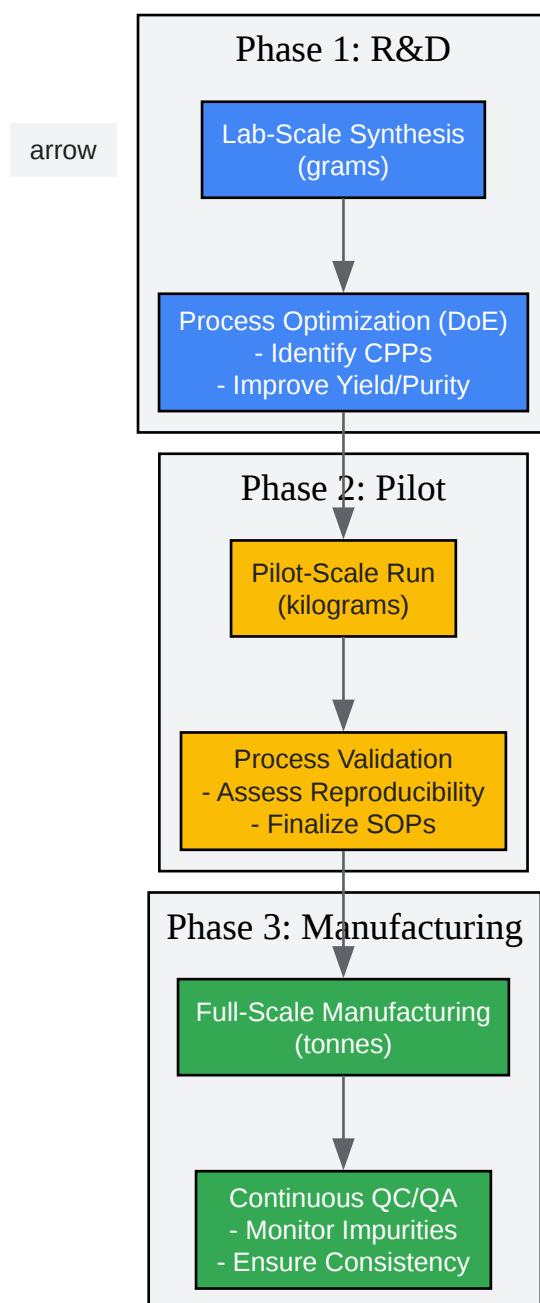 Phase 1: R&D
Lab-Scale Synthesis
(grams)
arrow
Process Optimization (DoE)
- Identify CPPs
- Improve Yield/Purity
Phase 2: Pilot
Pilot-Scale Run
(kilograms)
Process Validation
- Assess Reproducibility
- Finalize SOPs
Phase 3: Manufacturing
Full-Scale Manufacturing
(tonnes)
Continuous QC/QA
- Monitor Impurities
- Ensure Consistency